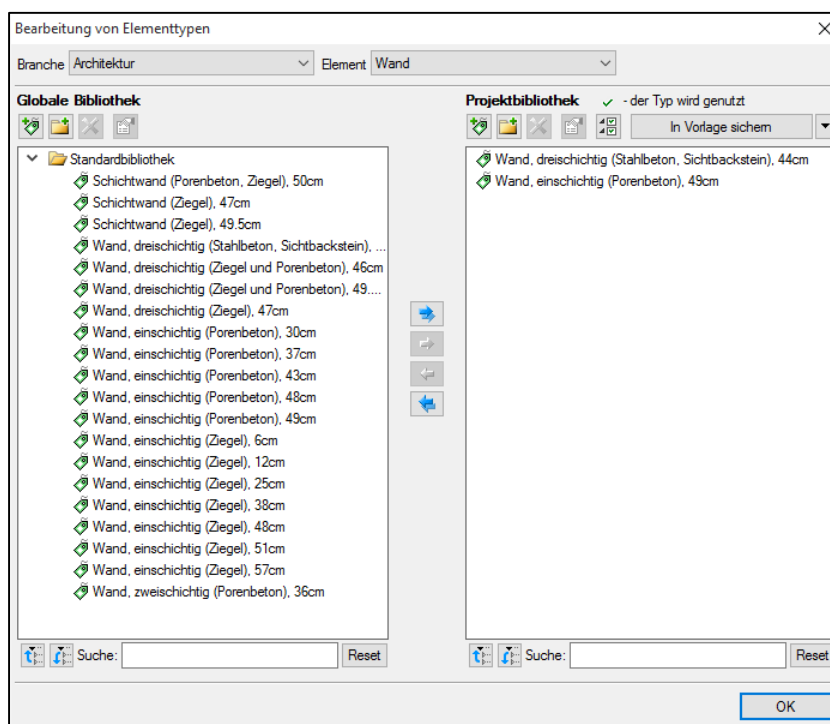 Bearbeitung von Elementtypen
Branche Architektur Element Wand
Globale Bibliothek
Standardbibliothek
Schichtwand (Porenbeton, Ziegel), 50cm
Schichtwand (Ziegel), 47cm
Schichtwand (Ziegel), 49.5cm
Wand, dreischichtig (Stahlbeton, Sichtbackstein), ...
Wand, dreischichtig (Ziegel und Porenbeton), 46cm
Wand, dreischichtig (Ziegel und Porenbeton), 49....
Wand, dreischichtig (Ziegel), 47cm
Wand, einschichtig (Porenbeton), 30cm
Wand, einschichtig (Porenbeton), 37cm
Wand, einschichtig (Porenbeton), 43cm
Wand, einschichtig (Porenbeton), 48cm
Wand, einschichtig (Porenbeton), 49cm
Wand, einschichtig (Ziegel), 6cm
Wand, einschichtig (Ziegel), 12cm
Wand, einschichtig (Ziegel), 25cm
Wand, einschichtig (Ziegel), 38cm
Wand, einschichtig (Ziegel), 48cm
Wand, einschichtig (Ziegel), 51cm
Wand, einschichtig (Ziegel), 57cm
Wand, zweischichtig (Porenbeton), 36cm
Suche: Reset
Projektbibliothek - der Typ wird genutzt
In Vorlage sichern
Wand, dreischichtig (Stahlbeton, Sichtbackstein), 44cm
Wand, einschichtig (Porenbeton), 49cm
Suche: Reset
OK